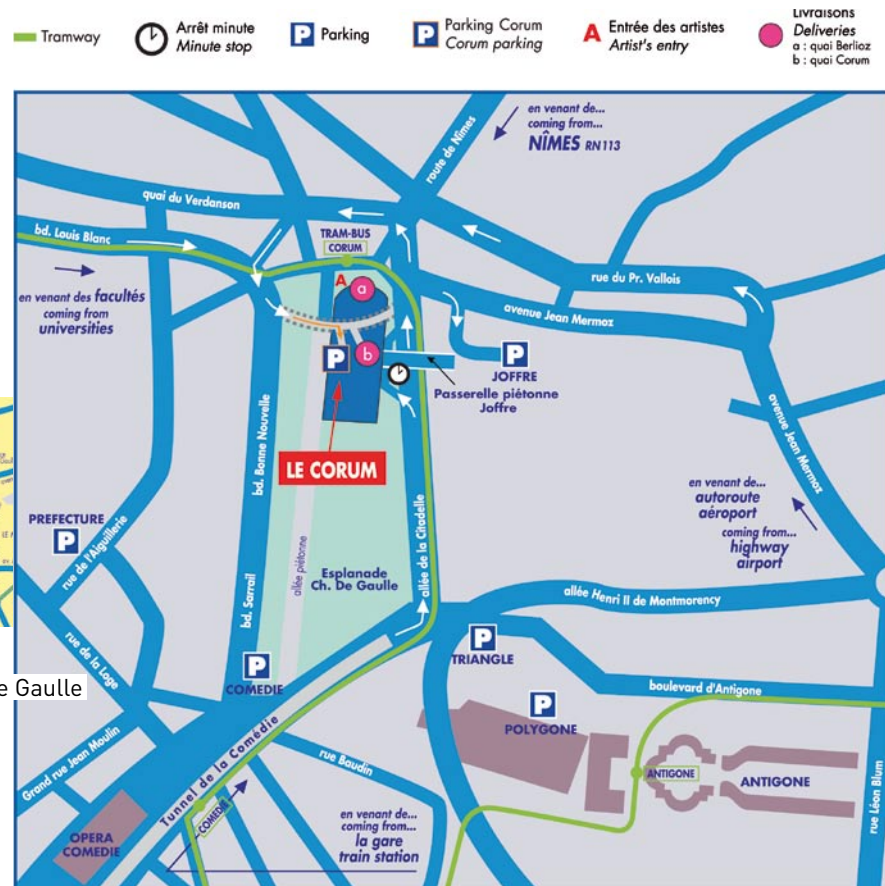 Tramway
Arrêt minute
Minute stop
P
Parking
P
Parking Corum
Corum parking
A
Entrée des artistes
Artist's entry
Livraisons
Deliveries
a : quai Berlioz
b : quai Corum
en venant de...
coming from...
NÎMES RN113
route de Nîmes
quai du Verdanson
bd. Louis Blanc
TRAM-BUS
CORUM
en venant des facultés
coming from
universities
A
a
b
P
rue du Pr. Vallois
avenue Jean Mermoz
P
JOFFRE
Passerelle piétonne
Joffre
LE CORUM
bd. Bonne Nouvelle
avenue Jean Mermoz
en venant de...
autoroute
aéroport
coming from...
highway
airport
PREFECTURE
P
rue de l'Aiguillerie
allée piétonne
Esplanade
Ch. De Gaulle
allée de la Citadelle
bd. Sarrail
allée Henri II de Montmorency
rue de la Loge
P
COMEDIE
P
TRIANGLE
e Gaulle
boulevard d'Antigone
P
POLYGONE
Grand rue Jean Moulin
Tunnel de la Comédie
rue Baudin
ANTIGONE
ANTIGONE
rue Léon Blum
COMEDIE
OPERA
COMEDIE
en venant de...
coming from...
la gare
train station